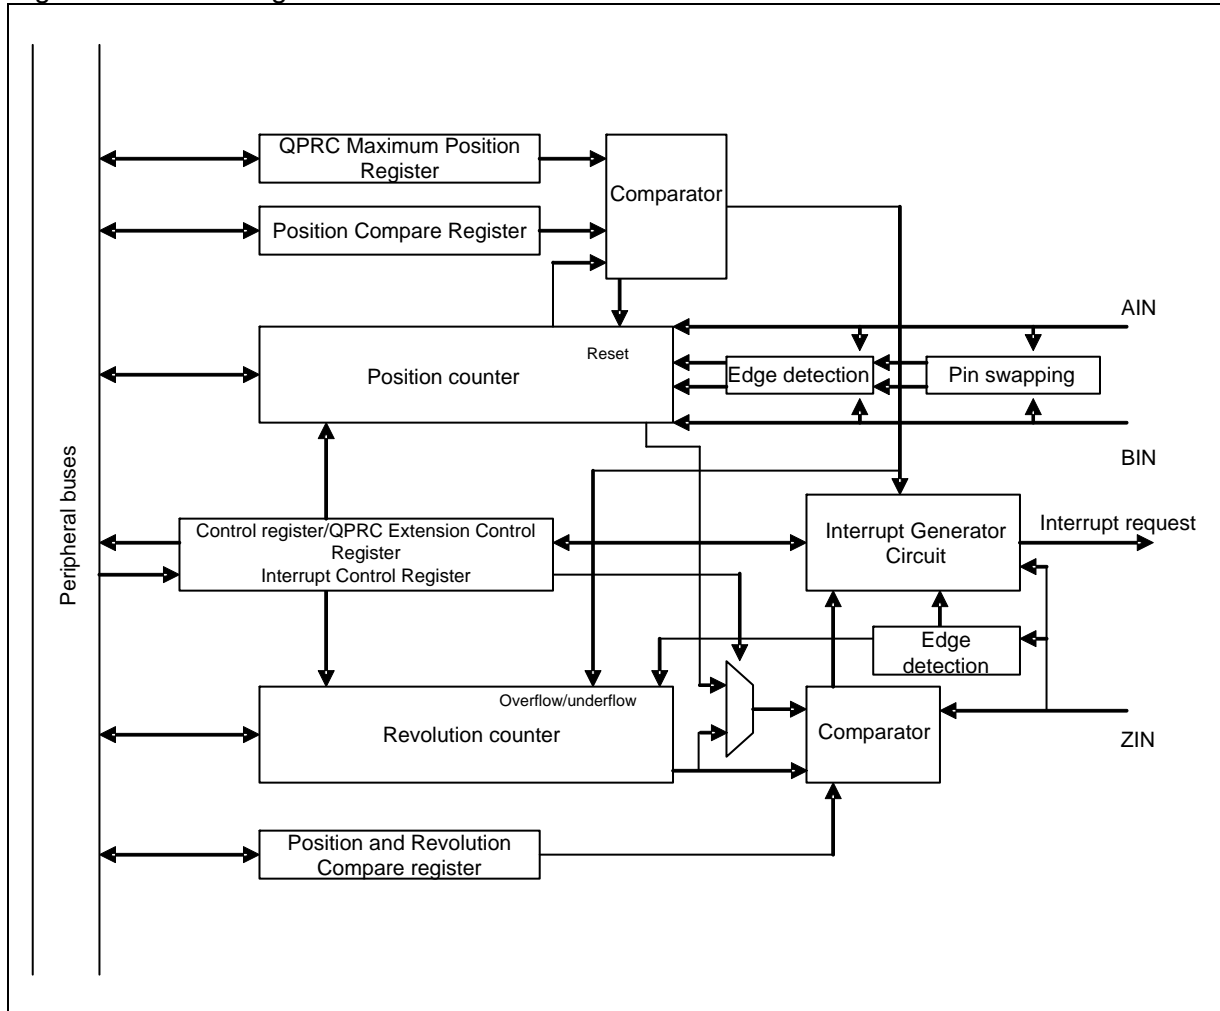 QPRC Maximum Position
Register
Comparator
Position Compare Register
AIN
Reset
Position counter
Edge detection
Pin swapping
BIN
Peripheral buses
Control register/QPRC Extension Control
Register
Interrupt Control Register
Interrupt Generator
Circuit
Interrupt request
Edge
detection
Overflow/underflow
Revolution counter
Comparator
ZIN
Position and Revolution
Compare register